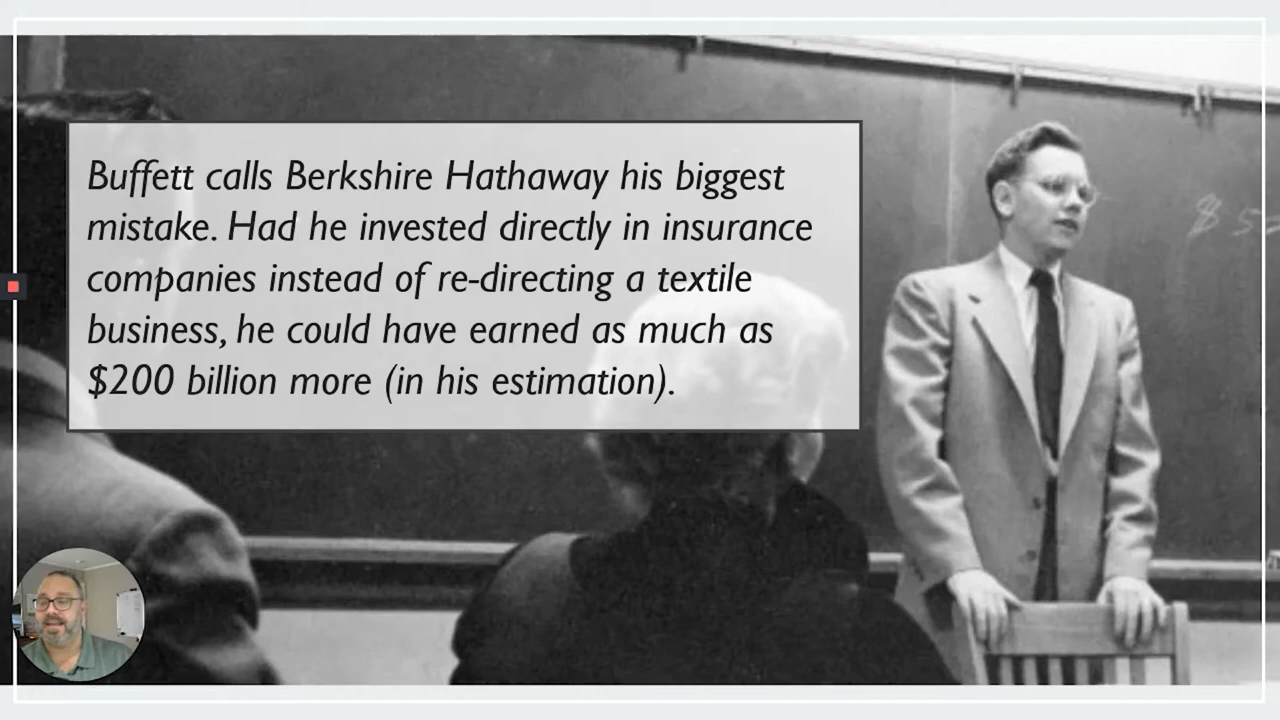 Buffett calls Berkshire Hathaway his biggest
mistake. Had he invested directly in insurance
companies instead of re-directing a textile
business, he could have earned as much as
$200 billion more (in his estimation).
$ 5